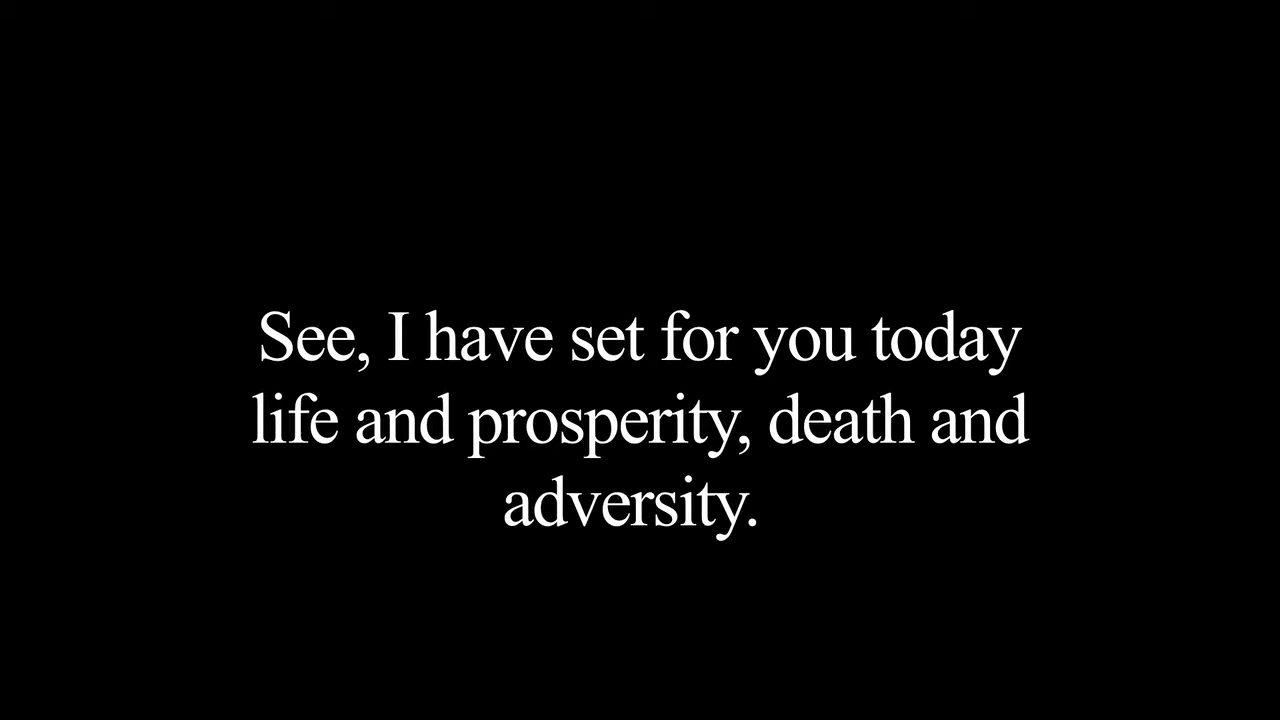 See, I have set for you today
life and prosperity, death and
adversity.